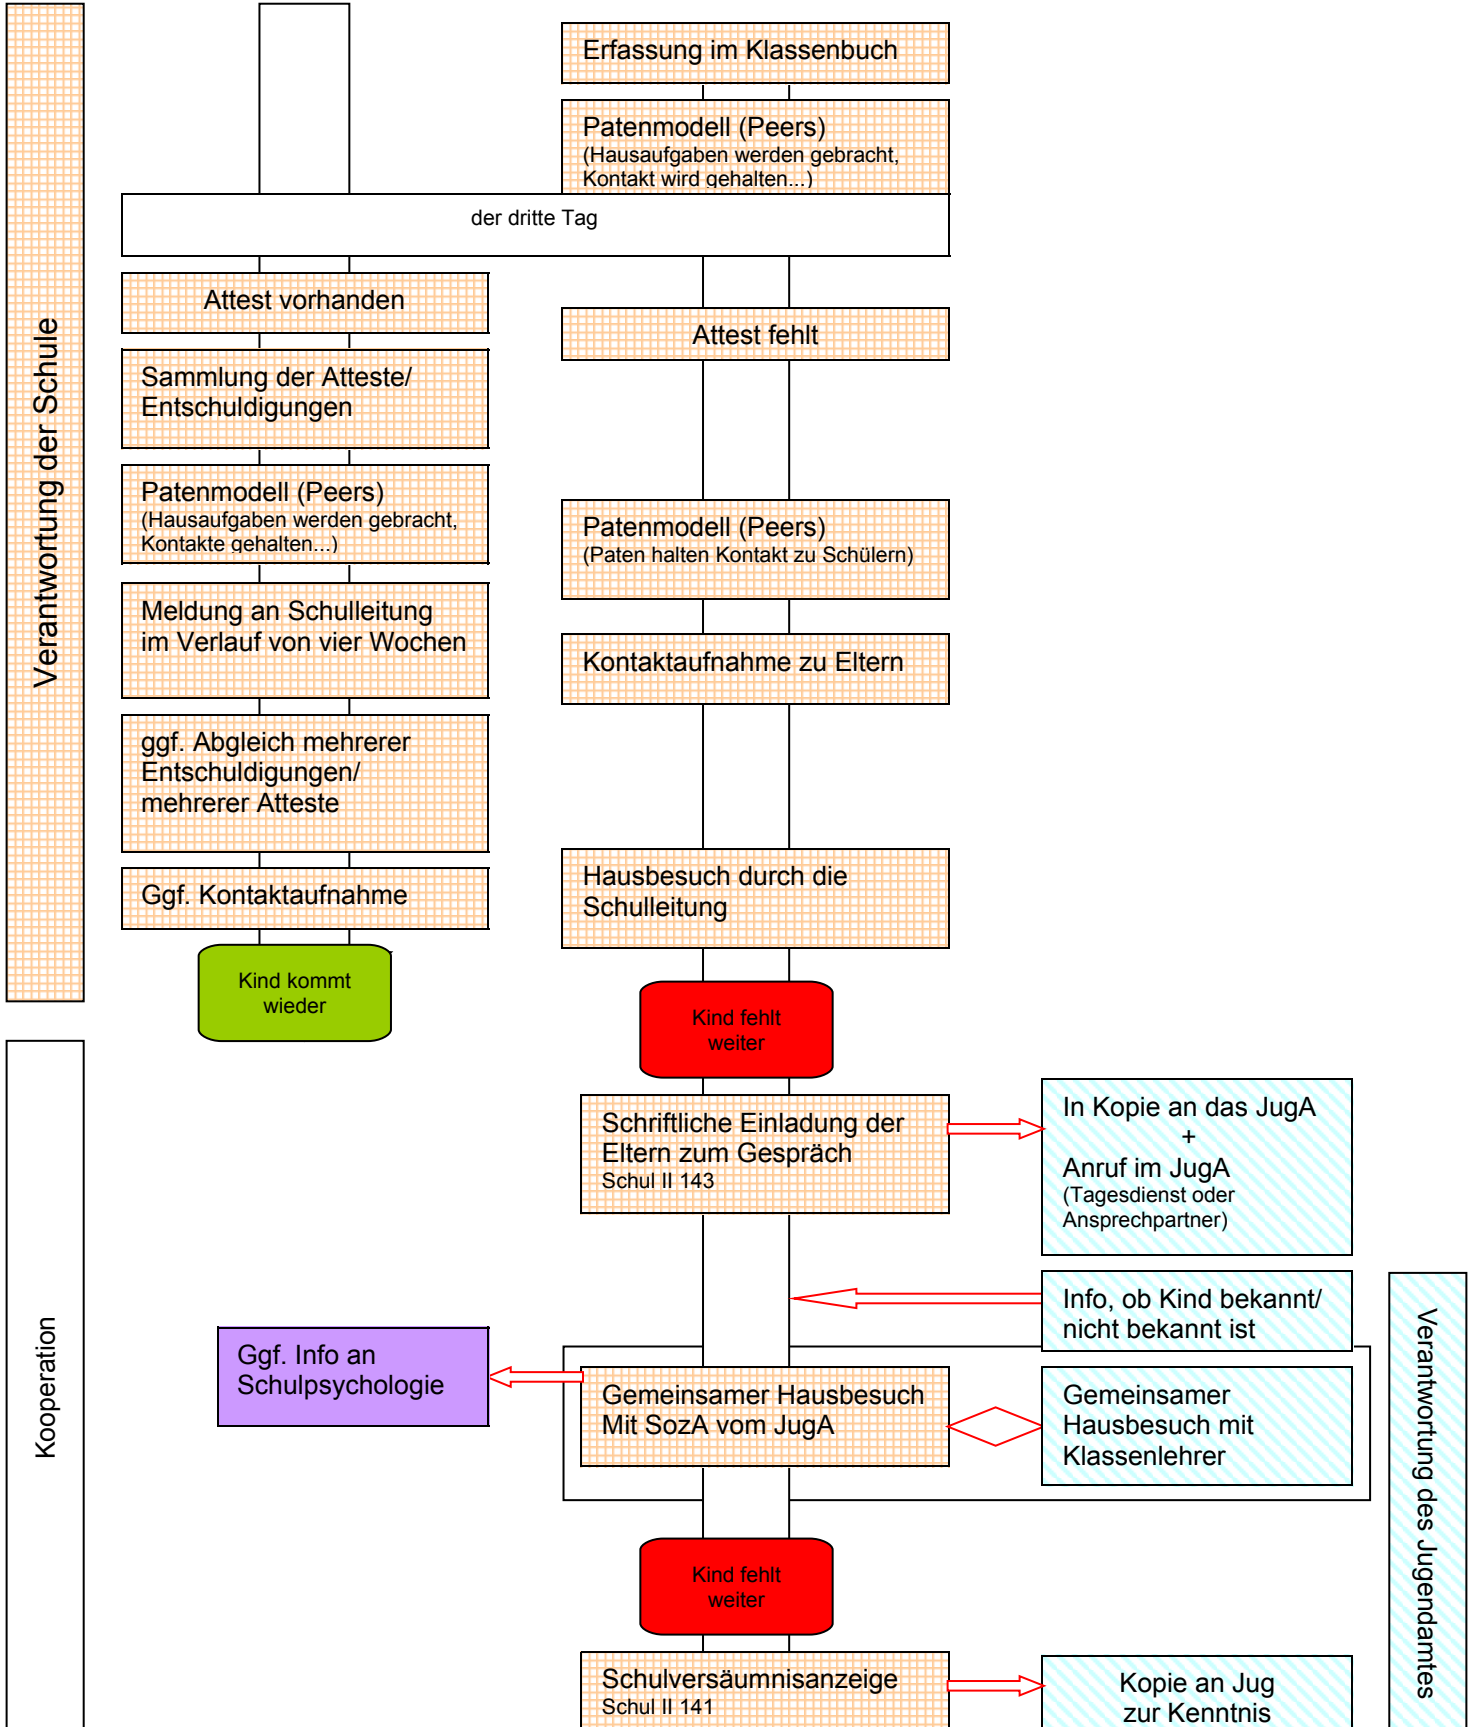 Verantwortung der Schule
Erfassung im Klassenbuch
Patenmodell (Peers)
(Hausaufgaben werden gebracht,
Kontakt wird gehalten...)
der dritte Tag
Attest vorhanden
Sammlung der Atteste/
Entschuldigungen
Patenmodell (Peers)
(Hausaufgaben werden gebracht,
Kontakte gehalten...)
Meldung an Schulleitung
im Verlauf von vier Wochen
ggf. Abgleich mehrerer
Entschuldigungen/
mehrerer Atteste
Ggf. Kontaktaufnahme
Kind kommt
wieder
Attest fehlt
Patenmodell (Peers)
(Paten halten Kontakt zu Schülern)
Kontaktaufnahme zu Eltern
Hausbesuch durch die
Schulleitung
Kind fehlt
weiter
Kooperation
Schriftliche Einladung der
Eltern zum Gespräch
Schul II 143
In Kopie an das JugA
+
Anruf im JugA
(Tagesdienst oder
Ansprechpartner)
Info, ob Kind bekannt/
nicht bekannt ist
Ggf. Info an
Schulpsychologie
Gemeinsamer Hausbesuch
Mit SozA vom JugA
Gemeinsamer
Hausbesuch mit
Klassenlehrer
Verantwortung des Jugendamtes
Kind fehlt
weiter
Schulversäumnisanzeige
Schul II 141
Kopie an Jug
zur Kenntnis